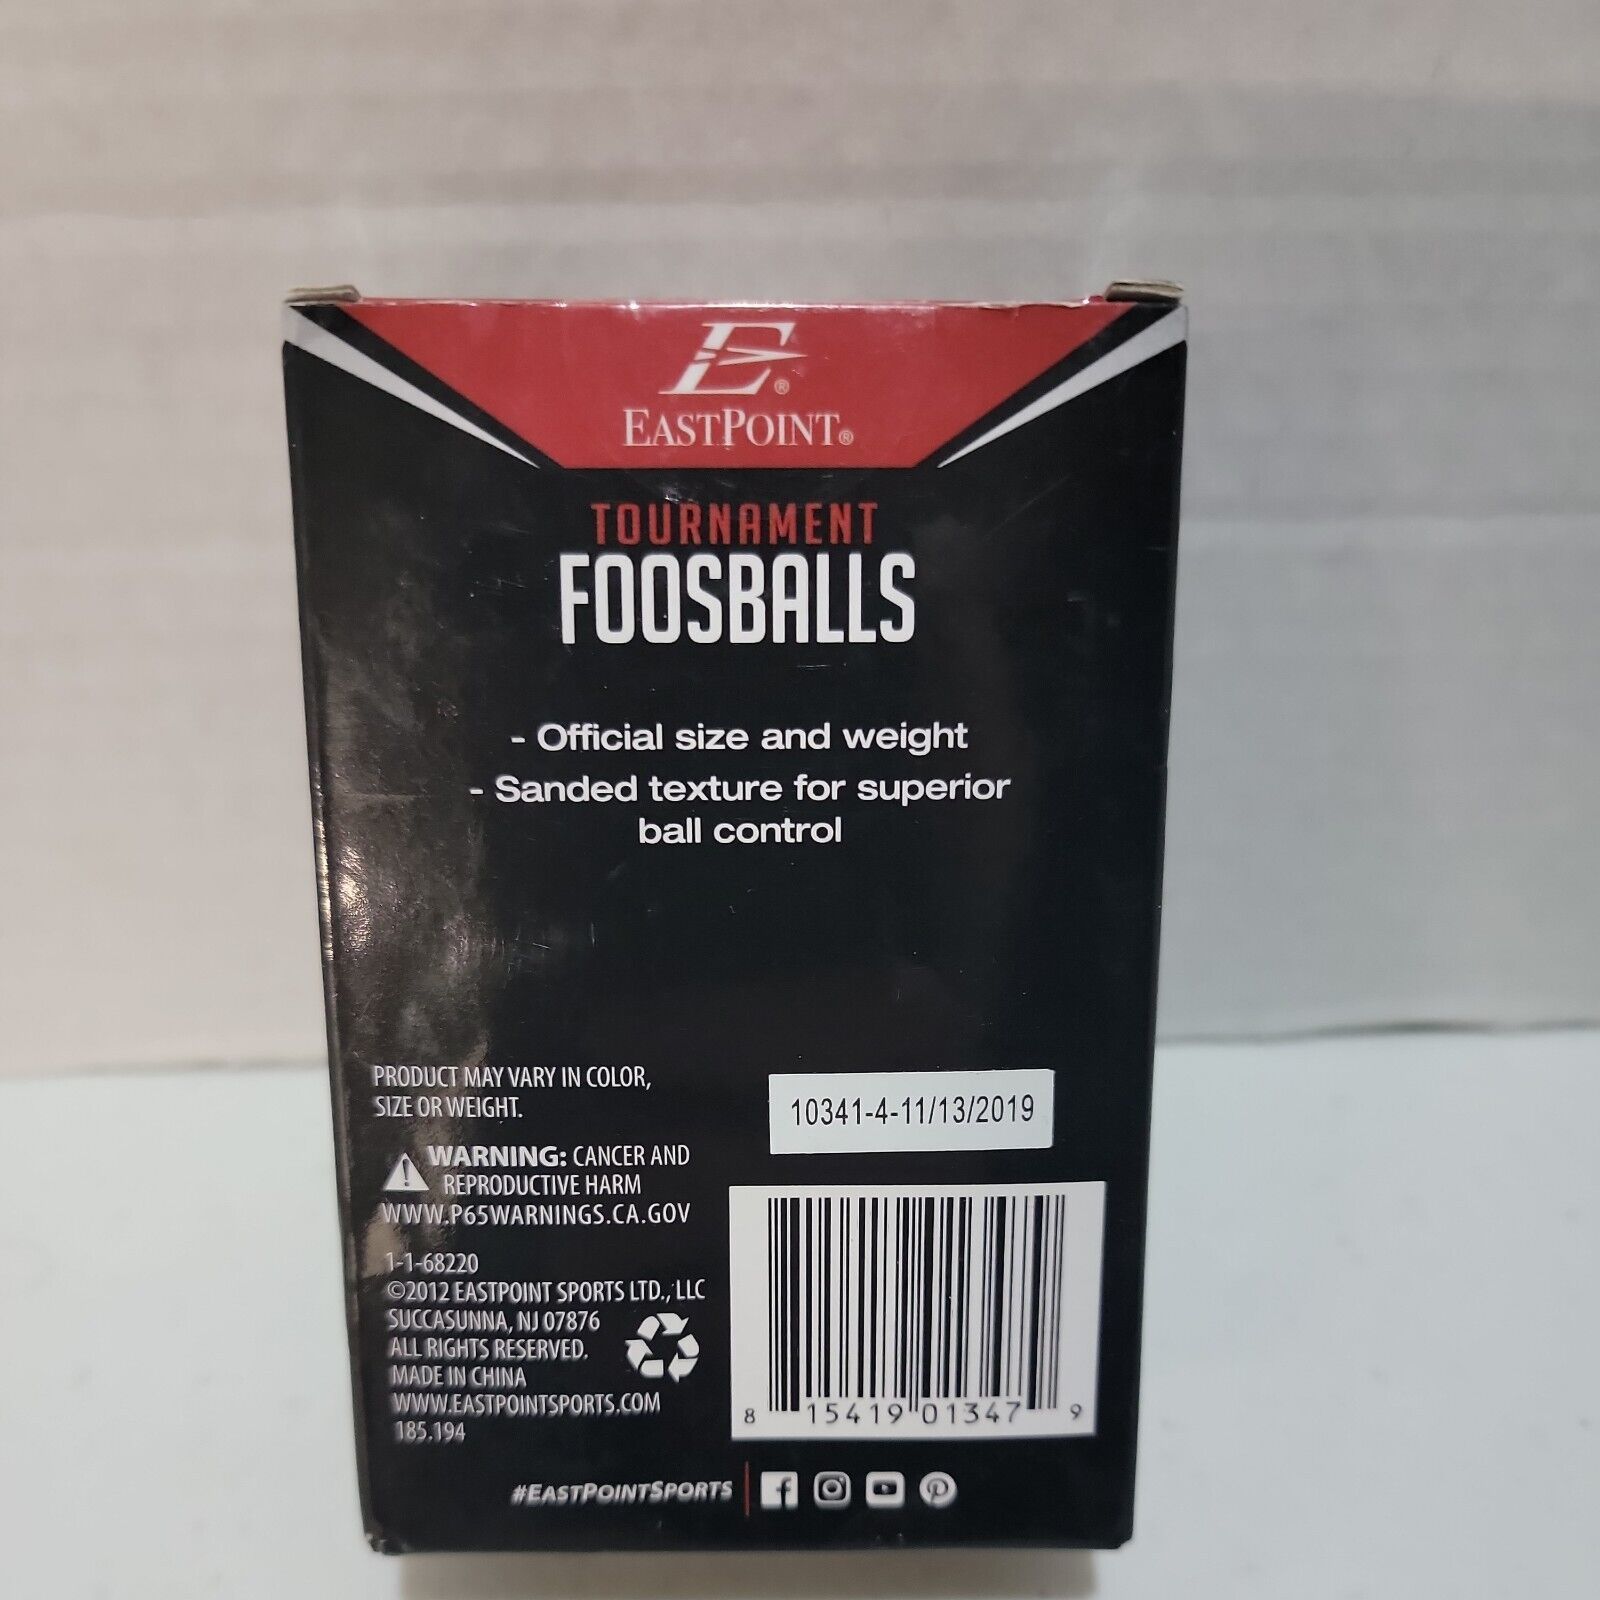 E®
EASTPOINT®
TOURNAMENT
FOOSBALLS
- Official size and weight
- Sanded texture for superior
ball control
PRODUCT MAY VARY IN COLOR,
SIZE OR WEIGHT.
WARNING: CANCER AND
REPRODUCTIVE HARM
WWW.P65WARNINGS.CA.GOV
1-1-68220
©2012 EASTPOINT SPORTS LTD., LLC
SUCCASUNNA, NJ 07876
ALL RIGHTS RESERVED.
MADE IN CHINA
WWW.EASTPOINTSPORTS.COM
185.194
10341-4-11/13/2019
8 15419 01347 9
#EASTPOINTSPORTS